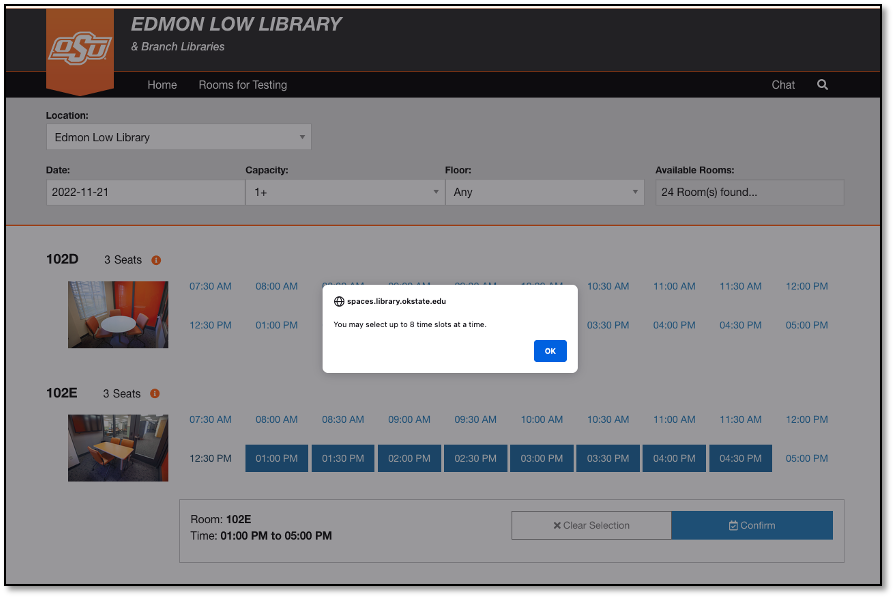 EDMON LOW LIBRARY
OSU
& Branch Libraries
Home Rooms for Testing Chat
Location:
Edmon Low Library
Date: Capacity: Floor: Available Rooms:
2022-11-21 1+ Any 24 Room(s) found...
102D 3 Seats
07:30 AM 08:00 AM 10:30 AM 11:00 AM 11:30 AM 12:00 PM
spaces.library.okstate.edu
You may select up to 8 time slots at a time.
12:30 PM 01:00 PM 03:30 PM 04:00 PM 04:30 PM 05:00 PM
OK
102E 3 Seats
07:30 AM 08:00 AM 08:30 AM 09:00 AM 09:30 AM 10:00 AM 10:30 AM 11:00 AM 11:30 AM 12:00 PM
12:30 PM 01:00 PM 01:30 PM 02:00 PM 02:30 PM 03:00 PM 03:30 PM 04:00 PM 04:30 PM 05:00 PM
Room: 102E
Time: 01:00 PM to 05:00 PM
Clear Selection Confirm